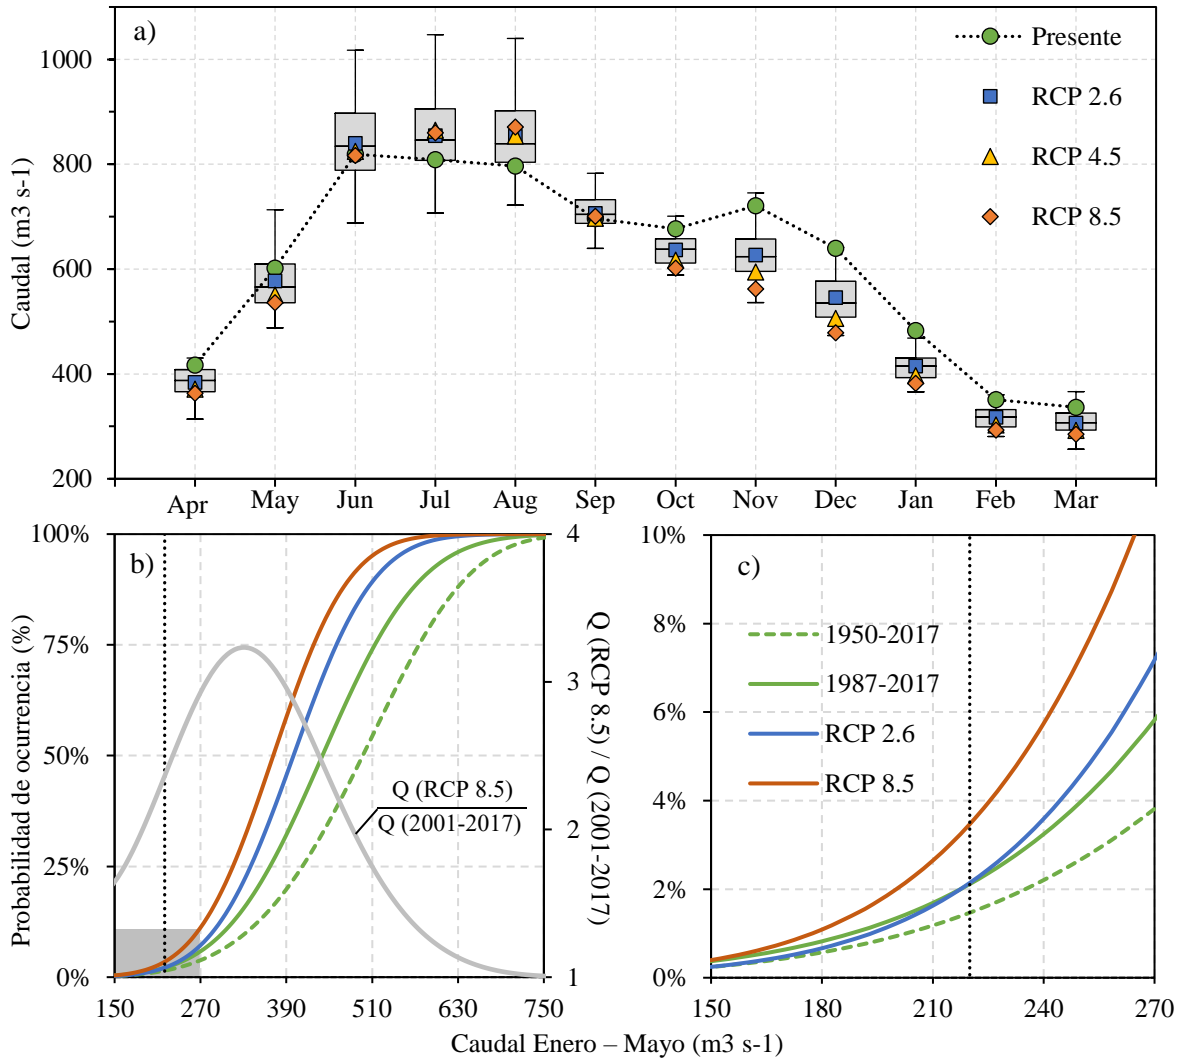 a)
Presente
RCP 2.6
RCP 4.5
RCP 8.5
Caudal (m3 s-1)
1000
800
600
400
200
Apr May Jun Jul Aug Sep Oct Nov Dec Jan Feb Mar
b)
Probabilidad de ocurrencia (%)
100%
75%
50%
25%
0%
150 270 390 510 630 750
4
3
2
1
Q (RCP 8.5) / Q (2001-2017)
Q (RCP 8.5)
Q (2001-2017)
c)
10%
8%
6%
4%
2%
0%
150 180 210 240 270
1950-2017
1987-2017
RCP 2.6
RCP 8.5
Caudal Enero – Mayo (m3 s-1)